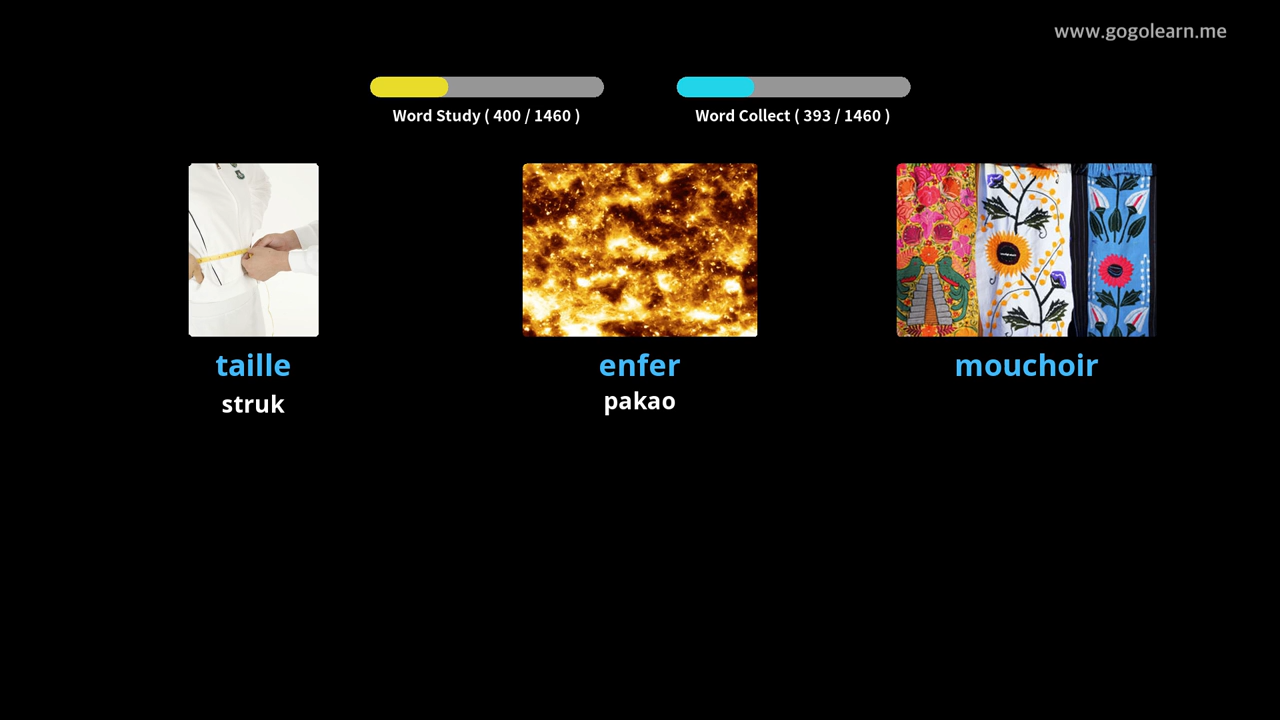 www.gogolearn.me
Word Study ( 400 / 1460 )
Word Collect ( 393 / 1460 )
taille
struk
enfer
pakao
mouchoir